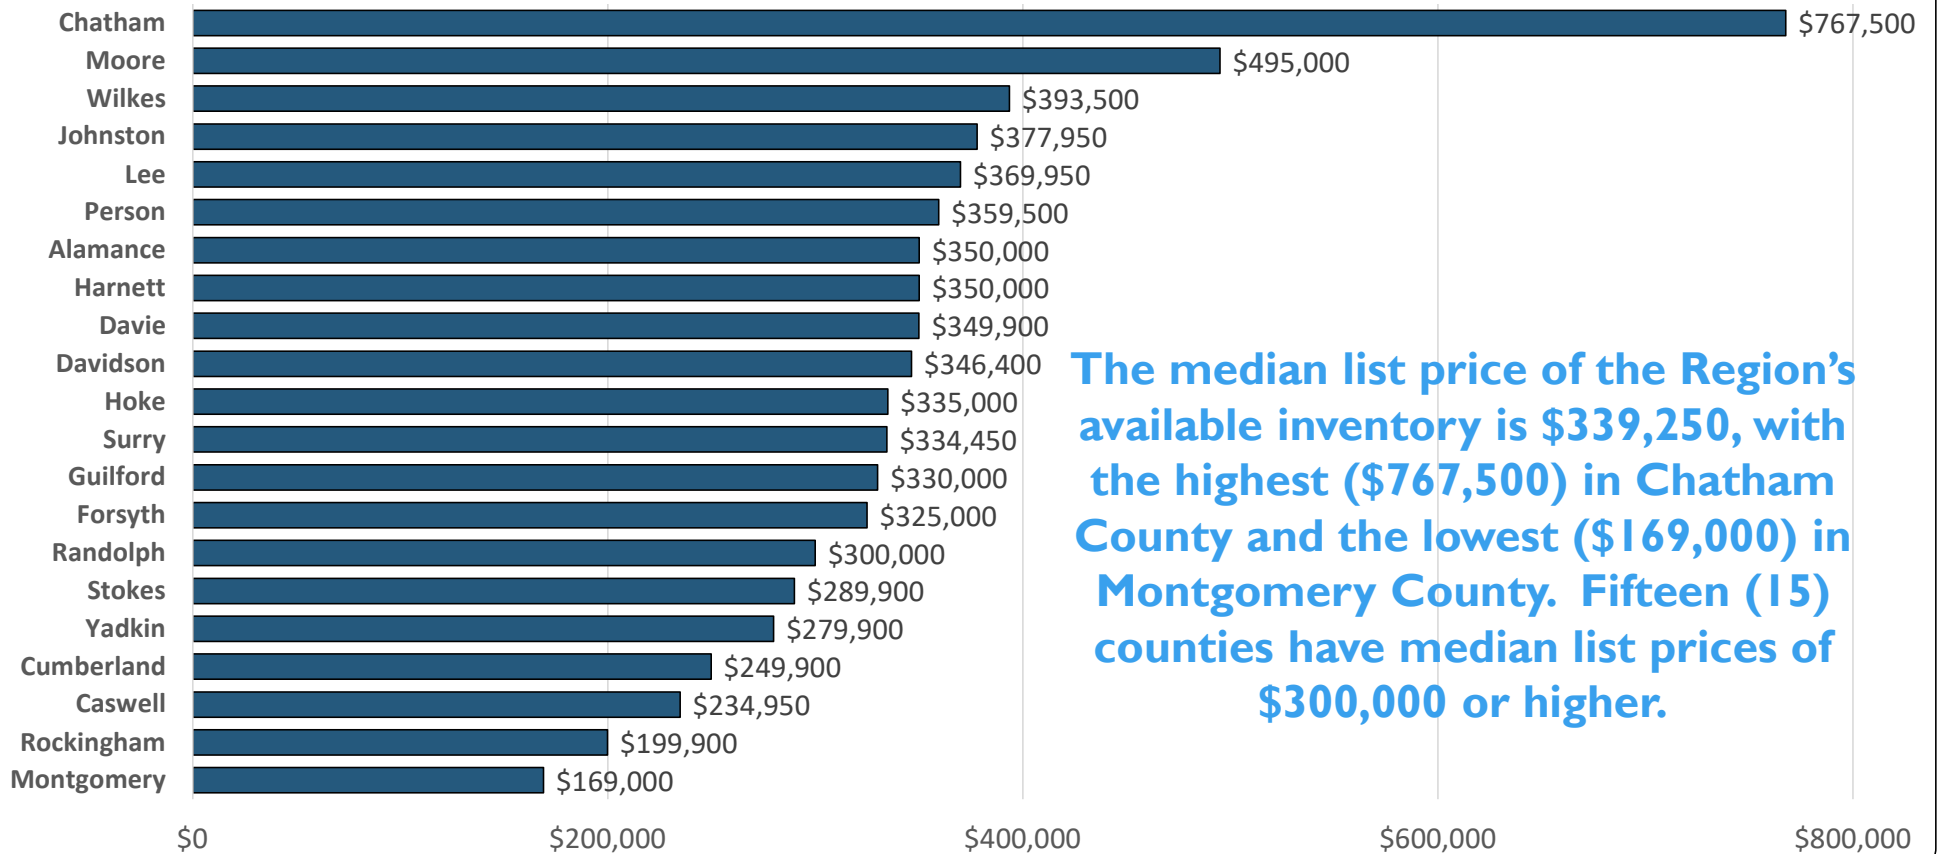 Chatham $767,500
Moore $495,000
Wilkes $393,500
Johnston $377,950
Lee $369,950
Person $359,500
Alamance $350,000
Harnett $350,000
Davie $349,900
Davidson $346,400
Hoke $335,000
Surry $334,450
Guilford $330,000
Forsyth $325,000
Randolph $300,000
Stokes $289,900
Yadkin $279,900
Cumberland $249,900
Caswell $234,950
Rockingham $199,900
Montgomery $169,000
$0 $200,000 $400,000 $600,000 $800,000
The median list price of the Region’s
available inventory is $339,250, with
the highest ($767,500) in Chatham
County and the lowest ($169,000) in
Montgomery County. Fifteen (15)
counties have median list prices of
$300,000 or higher.